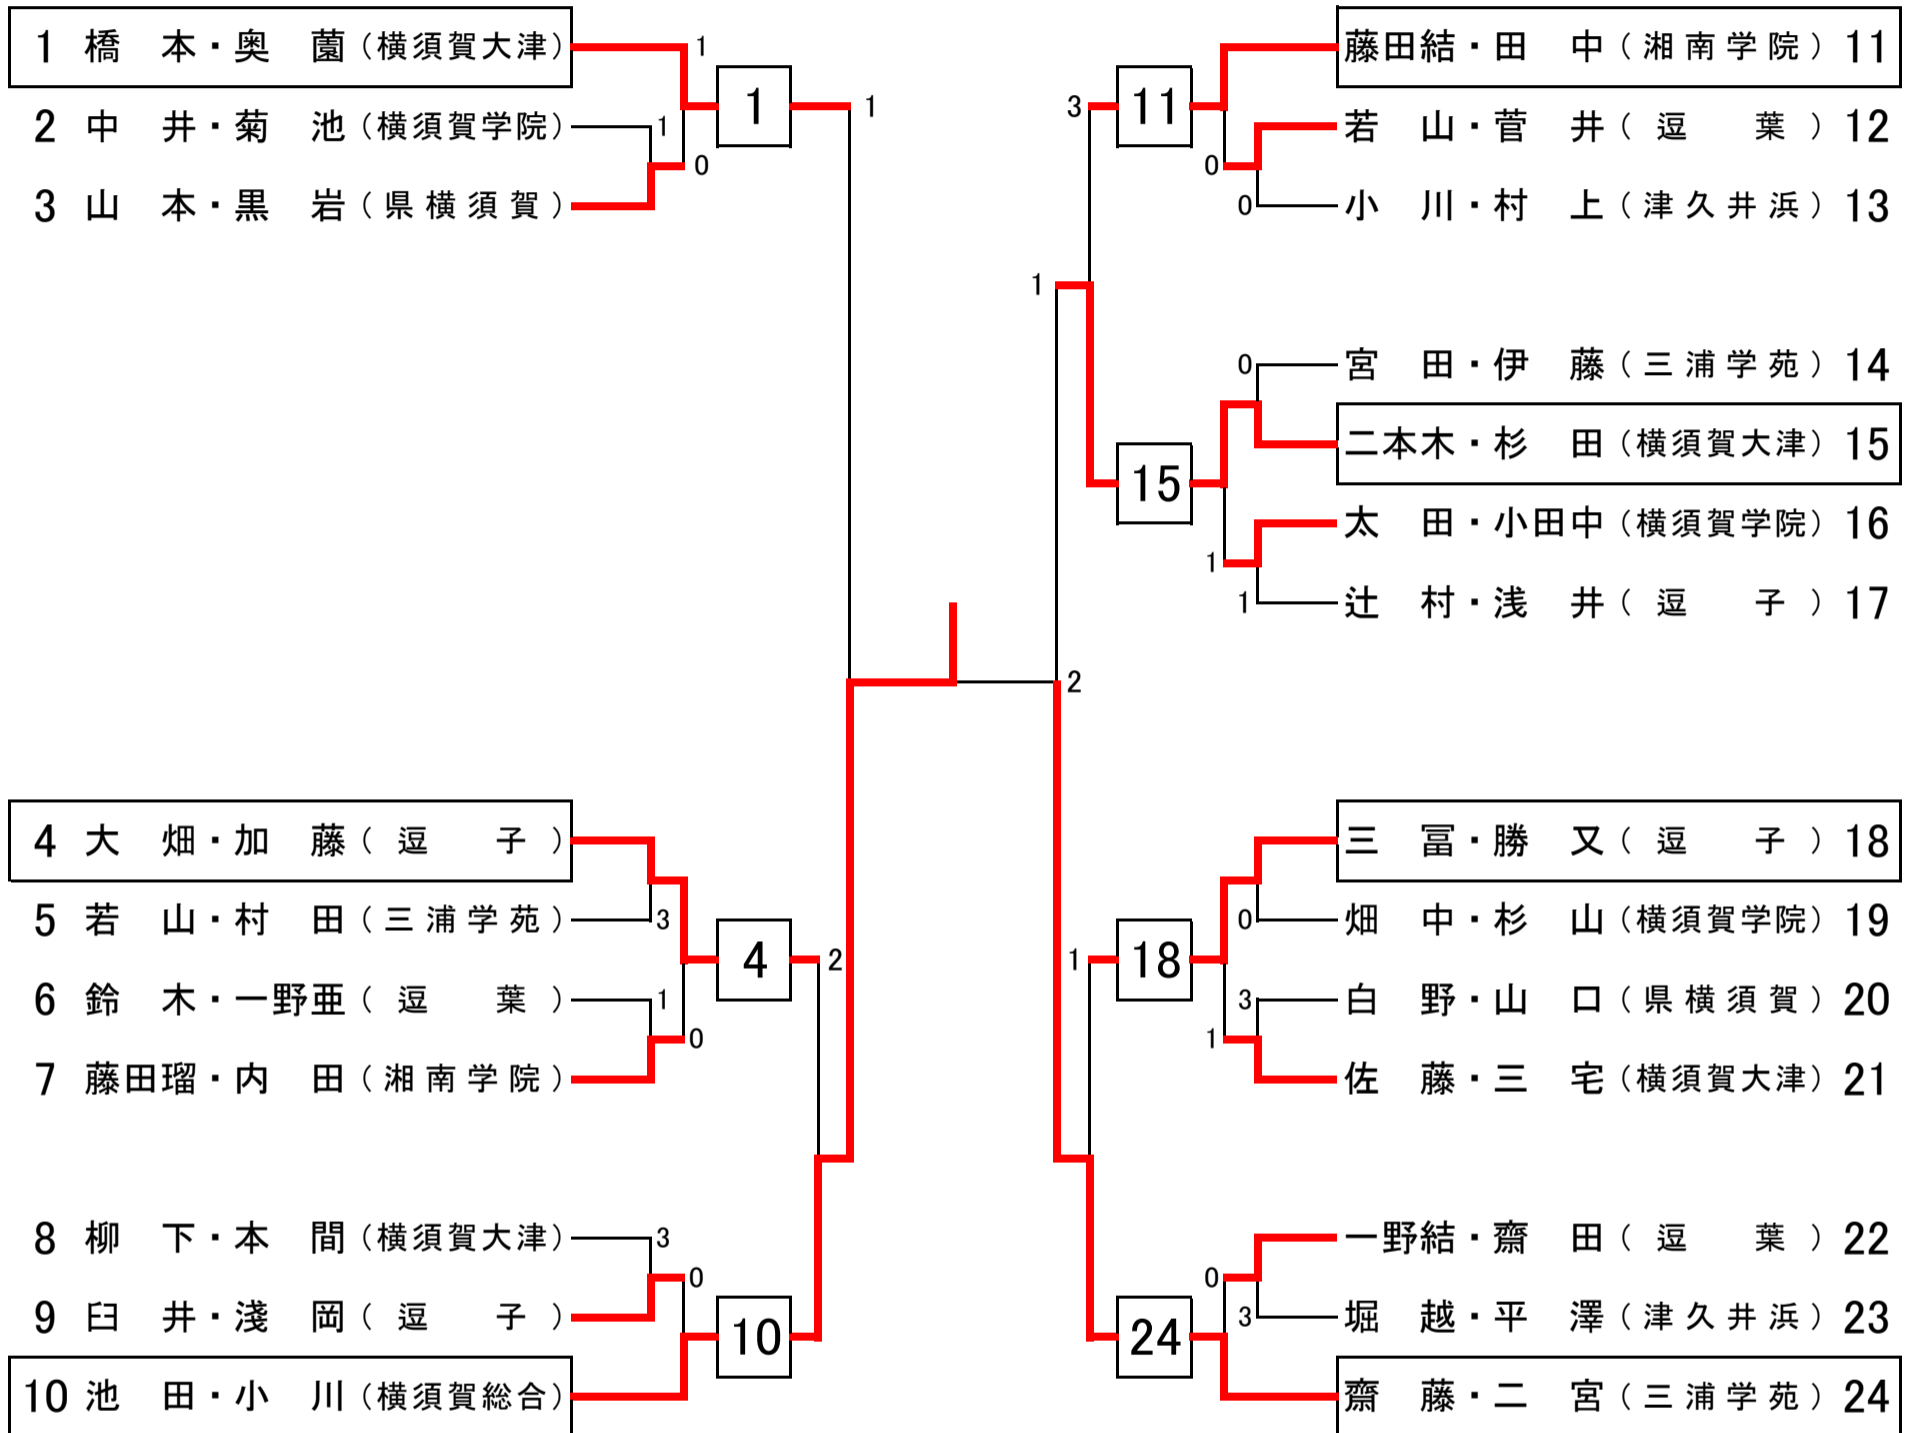 1 橋 本・奥 薗（横須賀大津）
1
2 中 井・菊 池（横須賀学院）
1
0
3 山 本・黒 岩（県横須賀）
1
1
4 大 畑・加 藤（逗 子）
5 若 山・村 田（三浦学苑）
3
6 鈴 木・一野亜（逗 葉）
1
0
7 藤田瑠・内 田（湘南学院）
4
2
8 柳 下・本 間（横須賀大津）
3
0
9 臼 井・淺 岡（逗 子）
10 池 田・小 川（横須賀総合）
10
藤田結・田 中（湘南学院）11
3
11
若 山・菅 井（逗 葉）12
0
0
小 川・村 上（津久井浜）13
1
0
宮 田・伊 藤（三浦学苑）14
二本木・杉 田（横須賀大津）15
15
太 田・小田中（横須賀学院）16
1
1
辻 村・浅 井（逗 子）17
2
三 冨・勝 又（逗 子）18
0
畑 中・杉 山（横須賀学院）19
1
18
3
白 野・山 口（県横須賀）20
1
佐 藤・三 宅（横須賀大津）21
一野結・齋 田（逗 葉）22
0
3
堀 越・平 澤（津久井浜）23
24
齋 藤・二 宮（三浦学苑）24